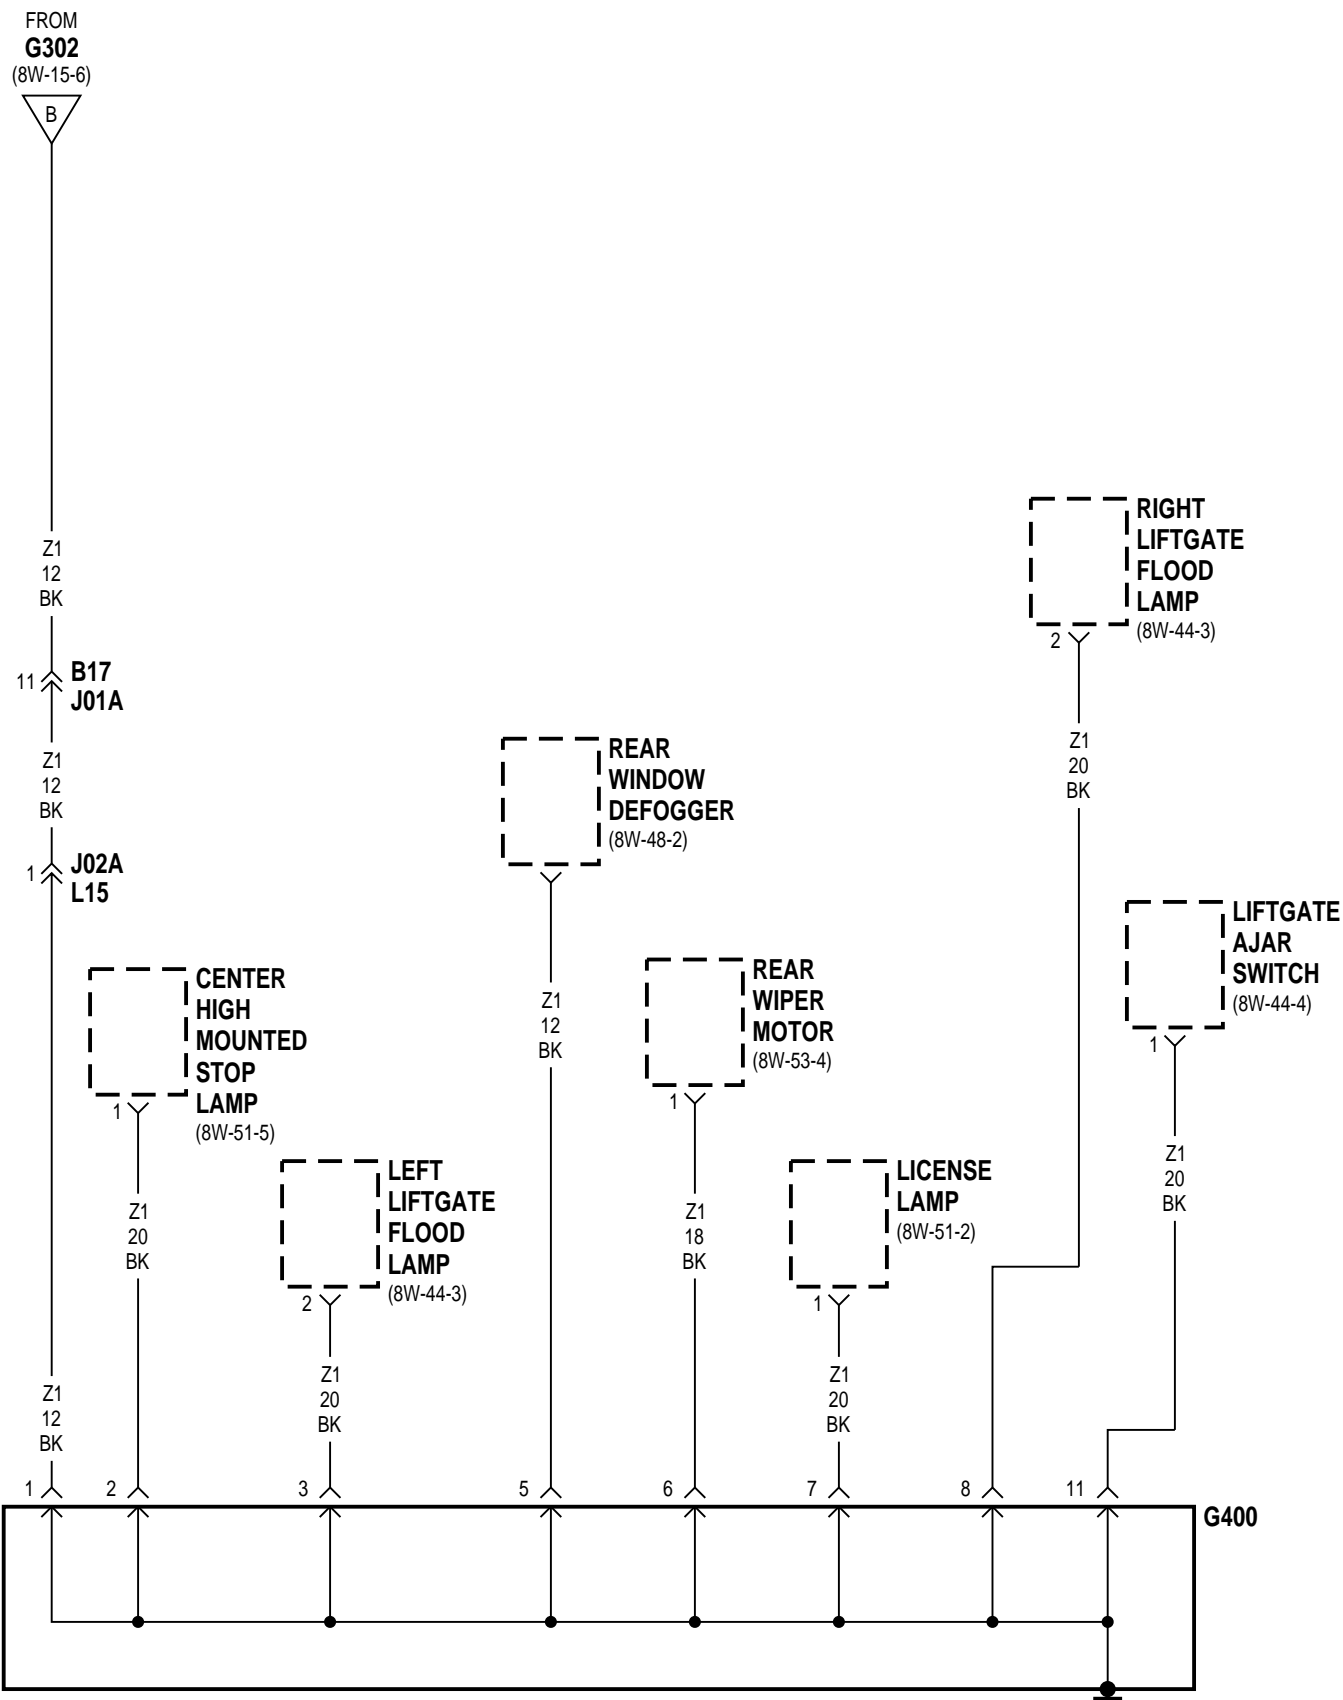 FROM
G302
(8W-15-6)
B
Z1
12
BK
11
B17
J01A
Z1
12
BK
1
J02A
L15
Z1
12
BK
CENTER
HIGH
MOUNTED
STOP
LAMP
(8W-51-5)
1
Z1
20
BK
LEFT
LIFTGATE
FLOOD
LAMP
(8W-44-3)
2
Z1
20
BK
REAR
WINDOW
DEFOGGER
(8W-48-2)
Z1
12
BK
REAR
WIPER
MOTOR
(8W-53-4)
1
Z1
18
BK
LICENSE
LAMP
(8W-51-2)
1
Z1
20
BK
RIGHT
LIFTGATE
FLOOD
LAMP
(8W-44-3)
2
Z1
20
BK
LIFTGATE
AJAR
SWITCH
(8W-44-4)
1
Z1
20
BK
1 2 3 5 6 7 8 11
G400